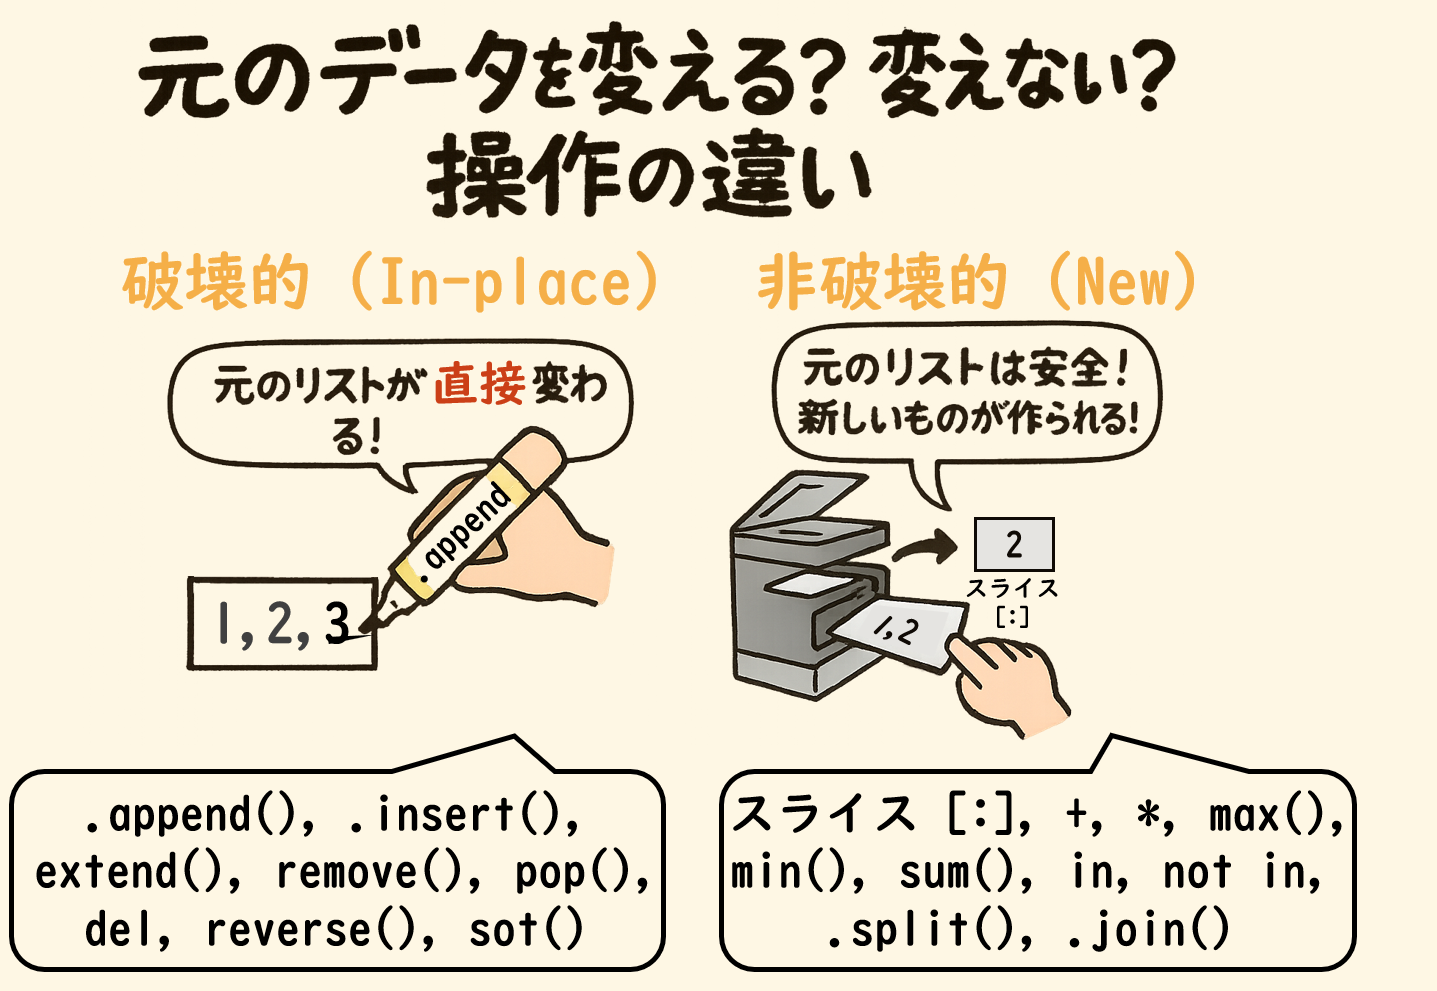 元のデータを変える？変えない？
操作の違い
破壊的（In-place）
非破壊的（New）
元のリストが直接変わ
る！
元のリストは安全！
新しいものが作られる！
.append
1,2,3
2
スライス
[:]
1,2
.append(), .insert(),
extend(), remove(), pop(),
del, reverse(), sot()
スライス [:], +, *, max(),
min(), sum(), in, not in,
.split(), .join()